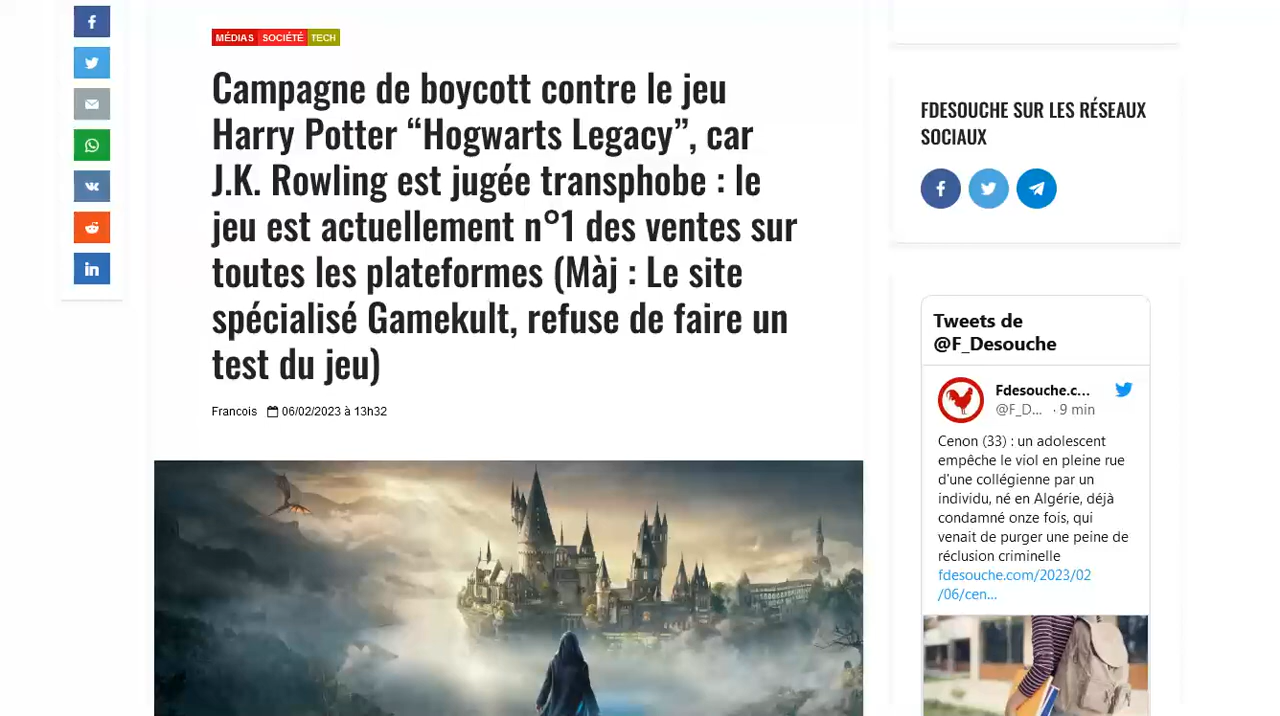 MÉDIAS SOCIÉTÉ TECH
Campagne de boycott contre le jeu
Harry Potter “Hogwarts Legacy”, car
J.K. Rowling est jugée transphobe : le
jeu est actuellement n°1 des ventes sur
toutes les plateformes (Màj : Le site
spécialisé Gamekult, refuse de faire un
test du jeu)
Francois 06/02/2023 à 13h32
FDESOUCHE SUR LES RÉSEAUX
SOCIAUX
Tweets de
@F_Desouche
Fdesouche.c...
@F_D... · 9 min
Cenon (33) : un adolescent
empêche le viol en pleine rue
d'une collégienne par un
individu, né en Algérie, déjà
condamné onze fois, qui
venait de purger une peine de
réclusion criminelle
fdesouche.com/2023/02
/06/cen...